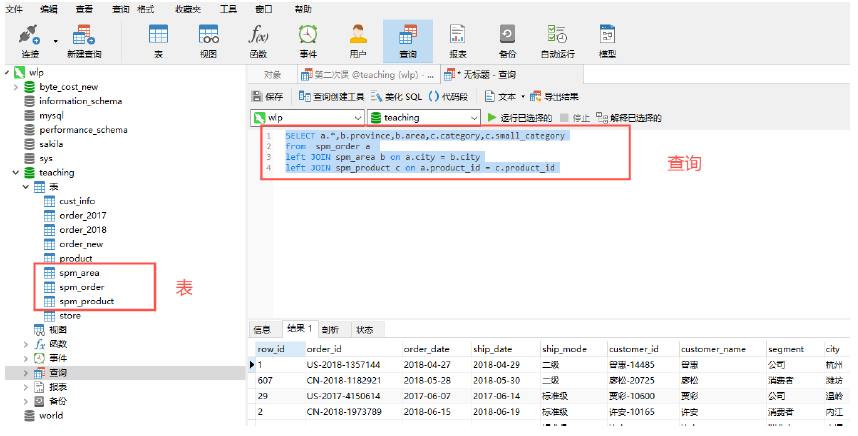 文件 编辑 查看 查询 格式 收藏夹 工具 窗口 帮助
连接 新建查询 表 视图 函数 事件 用户 查询 报表 备份 自动运行 模型
f(x)
wlp
byte_cost_new
information_schema
mysql
performance_schema
sakila
sys
teaching
表
cust_info
order_2017
order_2018
order_new
product
spm_area
spm_order
spm_product
store
视图
函数
事件
查询
报表
备份
world
表
对象 第二次课 @teaching (wlp) - ... * 无标题 - 查询
保存 查询创建工具 美化 SQL () 代码段 文本 导出结果
wlp teaching 运行已选择的 停止 解释已选择的
1 SELECT a.*,b.province,b.area,c.category,c.small_category
2 from spm_order a
3 left JOIN spm_area b on a.city = b.city
4 left JOIN spm_product c on a.product_id = c.product_id
查询
信息 结果 1 剖析 状态
row_id order_id order_date ship_date ship_mode customer_id customer_name segment city
1 US-2018-1357144 2018-04-27 2018-04-29 二级 曾惠-14485 曾惠 公司 杭州
607 CN-2018-1182921 2018-05-28 2018-05-30 二级 廖松-20725 廖松 消费者 潍坊
29 US-2017-4150614 2017-06-07 2017-06-14 标准级 贾彩-10600 贾彩 公司 温岭
2 CN-2018-1973789 2018-06-15 2018-06-19 标准级 许安-10165 许安 消费者 内江